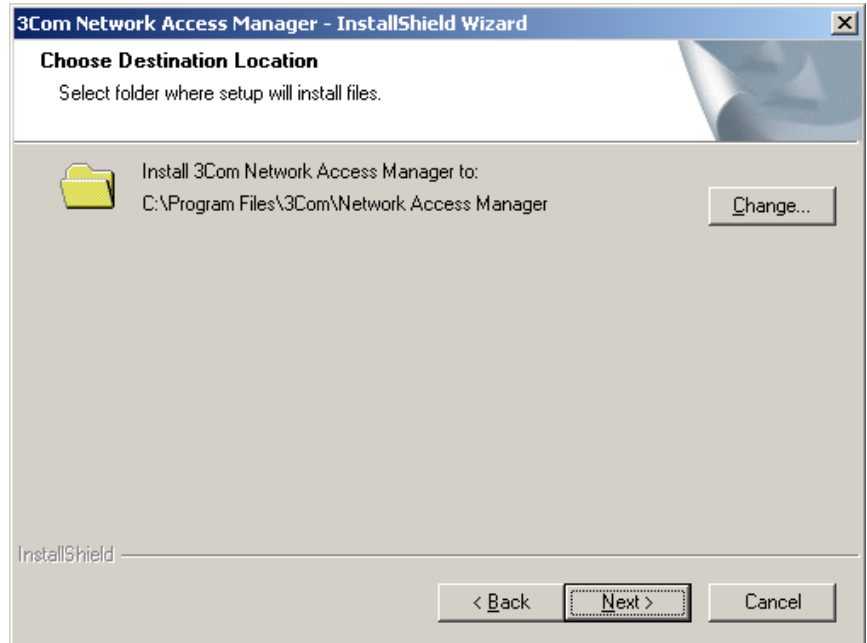 3Com Network Access Manager - InstallShield Wizard
Choose Destination Location
Select folder where setup will install files.
Install 3Com Network Access Manager to:
C:\Program Files\3Com\Network Access Manager
Change...
InstallShield
< Back
Next >
Cancel